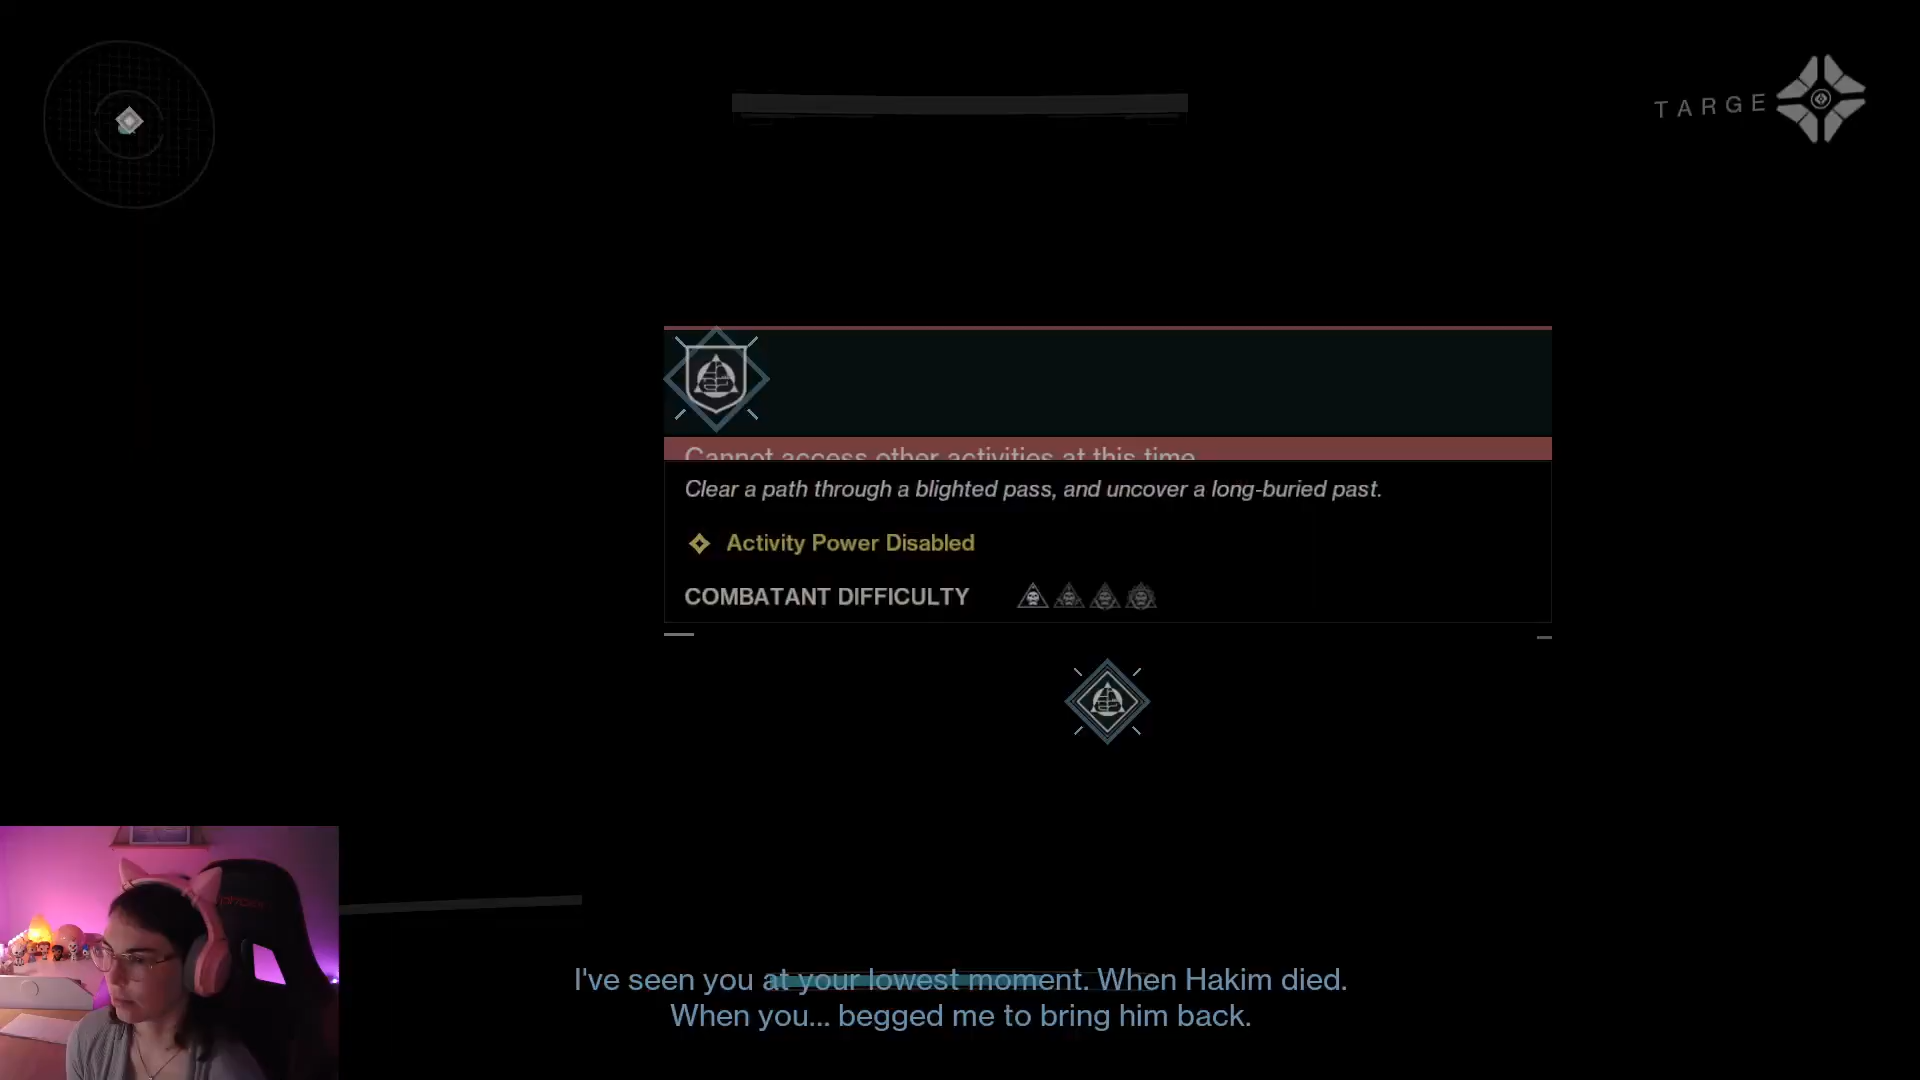 TARGE
Cannot access other activities at this time
Clear a path through a blighted pass, and uncover a long-buried past.
Activity Power Disabled
COMBATANT DIFFICULTY
I've seen you at your lowest moment. When Hakim died.
When you... begged me to bring him back.